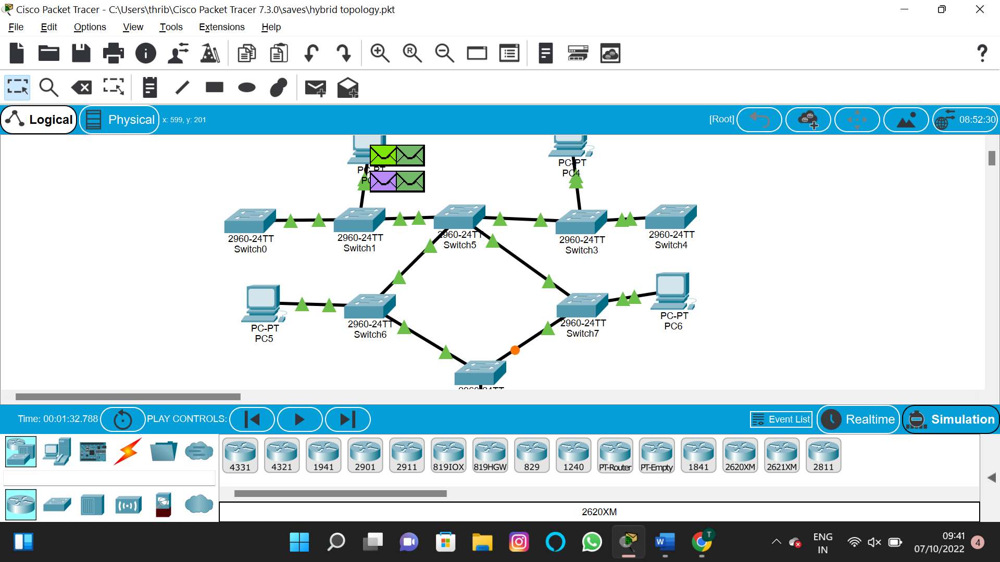 Cisco Packet Tracer - C:\Users\thrib\Cisco Packet Tracer 7.3.0\saves\hybrid topology.pkt
File Edit Options View Tools Extensions Help
Logical Physical x: 599, y: 201 [Root] 08:52:30
PC-PT
PC4
2960-24TT
Switch0
2960-24TT
Switch1
2960-24TT
Switch5
2960-24TT
Switch3
2960-24TT
Switch4
PC-PT
PC5
2960-24TT
Switch6
2960-24TT
Switch7
PC-PT
PC6
Time: 00:01:32.788 PLAY CONTROLS: Event List Realtime Simulation
4331 4321 1941 2901 2911 819IOX 819HGW 829 1240 PT-Router PT-Empty 1841 2620XM 2621XM 2811
2620XM
ENG
IN
09:41
07/10/2022
4